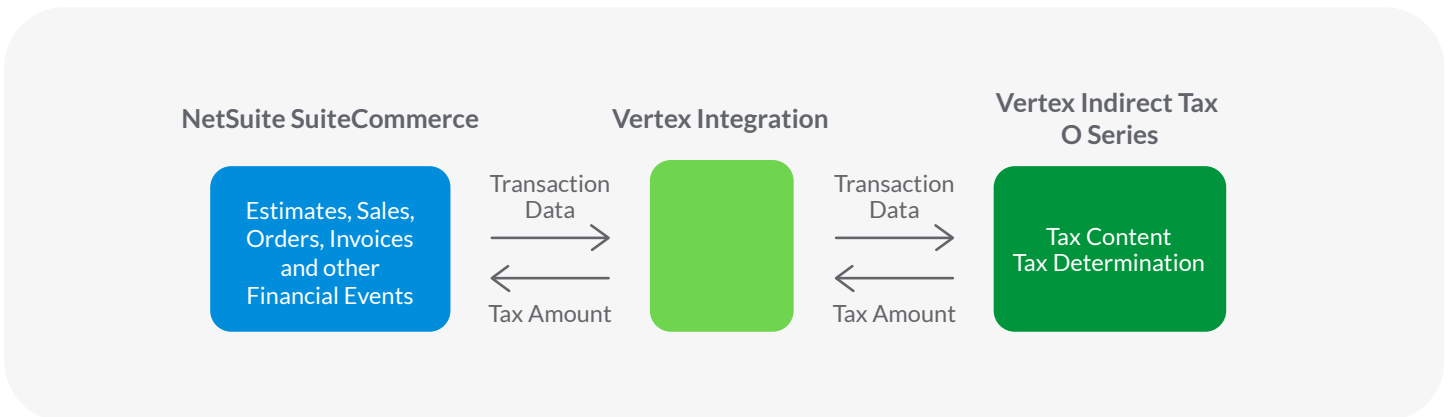 NetSuite SuiteCommerce
Estimates, Sales,
Orders, Invoices
and other
Financial Events
Transaction
Data
Tax Amount
Vertex Integration
Transaction
Data
Tax Amount
Vertex Indirect Tax
O Series
Tax Content
Tax Determination